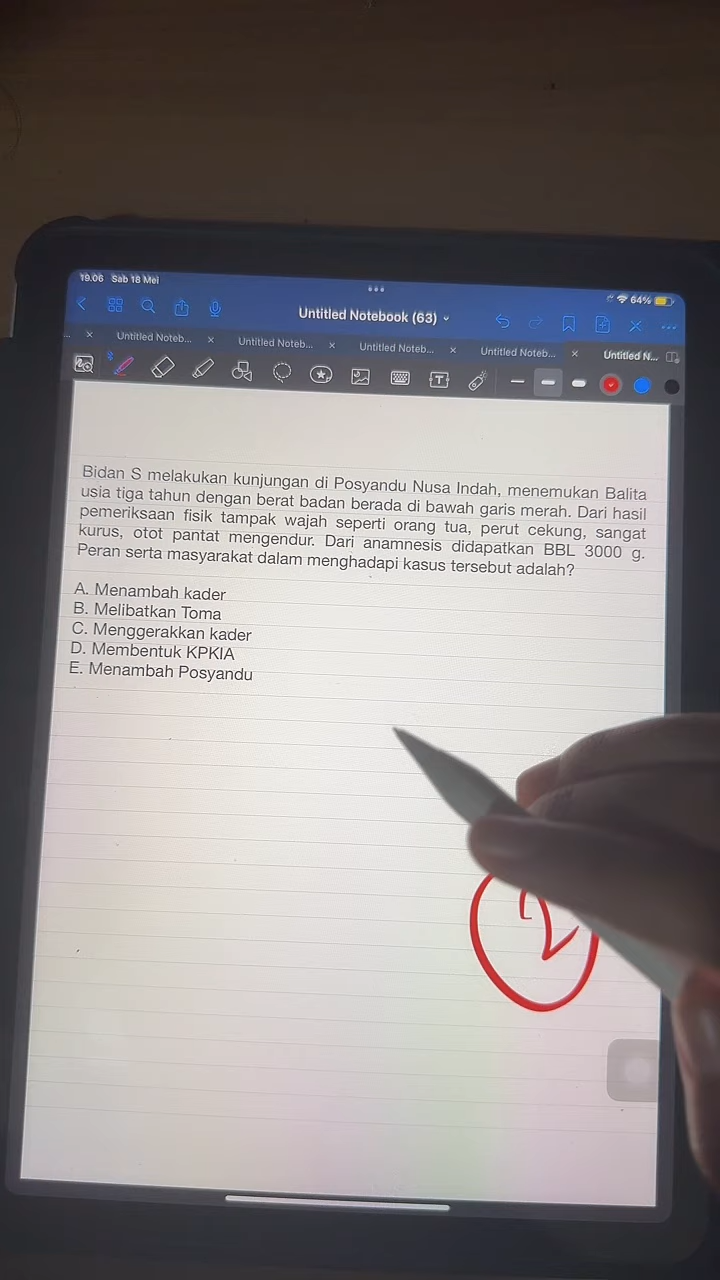 19.06 Sab 18 Mei
64%
Untitled Notebook (63)
Untitled Noteb...
Untitled Noteb...
Untitled Noteb...
Untitled Noteb...
Untitled N...
Bidan S melakukan kunjungan di Posyandu Nusa Indah, menemukan Balita
usia tiga tahun dengan berat badan berada di bawah garis merah. Dari hasil
pemeriksaan fisik tampak wajah seperti orang tua, perut cekung, sangat
kurus, otot pantat mengendur. Dari anamnesis didapatkan BBL 3000 g.
Peran serta masyarakat dalam menghadapi kasus tersebut adalah?
A. Menambah kader
B. Melibatkan Toma
C. Menggerakkan kader
D. Membentuk KPKIA
E. Menambah Posyandu
2